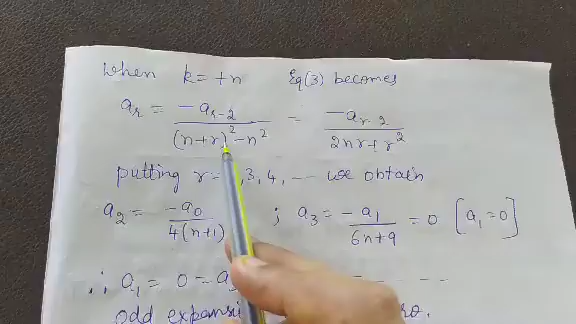 When k = +n Eq(3) becomes
a_r = -a_{r-2} / ((n+r)^2 - n^2) = -a_{r-2} / (2nr + r^2)
putting r = , 3, 4, --- we obtain
a_2 = -a_0 / 4(n+1) ; a_3 = -a_1 / (6n+9) = 0 [a_1 = 0]
∴ a_1 = 0 = a - - -
odd